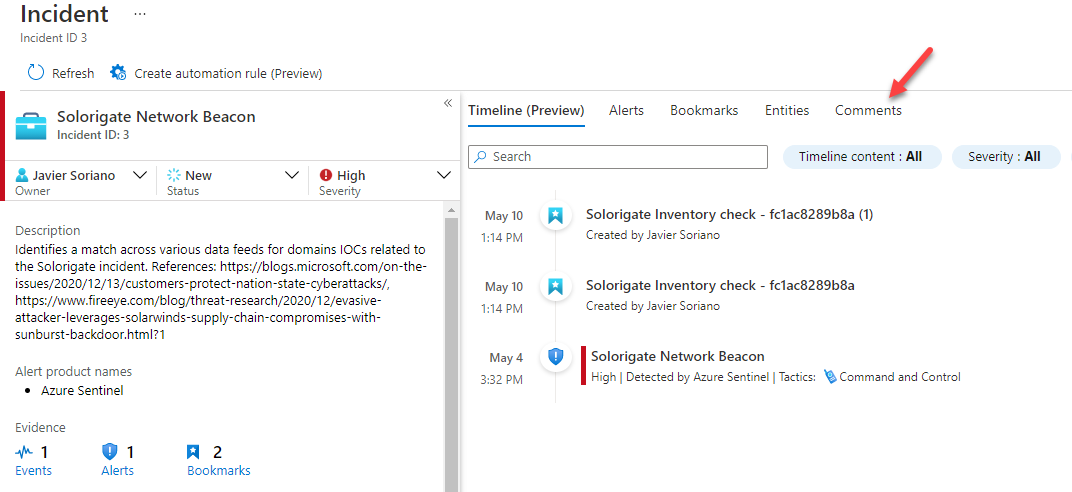 Incident ...
Incident ID 3
Refresh Create automation rule (Preview)
Solorigate Network Beacon
Incident ID: 3
Javier Soriano
Owner
New
Status
High
Severity
Description
Identifies a match across various data feeds for domains IOCs related to
the Solorigate incident. References: https://blogs.microsoft.com/on-the-
issues/2020/12/13/customers-protect-nation-state-cyberattacks/,
https://www.fireeye.com/blog/threat-research/2020/12/evasive-
attacker-leverages-solarwinds-supply-chain-compromises-with-
sunburst-backdoor.html?1
Alert product names
• Azure Sentinel
Evidence
1
Events
1
Alerts
2
Bookmarks
Timeline (Preview) Alerts Bookmarks Entities Comments
Search
Timeline content : All
Severity : All
May 10
1:14 PM
Solorigate Inventory check - fc1ac8289b8a (1)
Created by Javier Soriano
May 10
1:14 PM
Solorigate Inventory check - fc1ac8289b8a
Created by Javier Soriano
May 4
3:32 PM
Solorigate Network Beacon
High | Detected by Azure Sentinel | Tactics: Command and Control